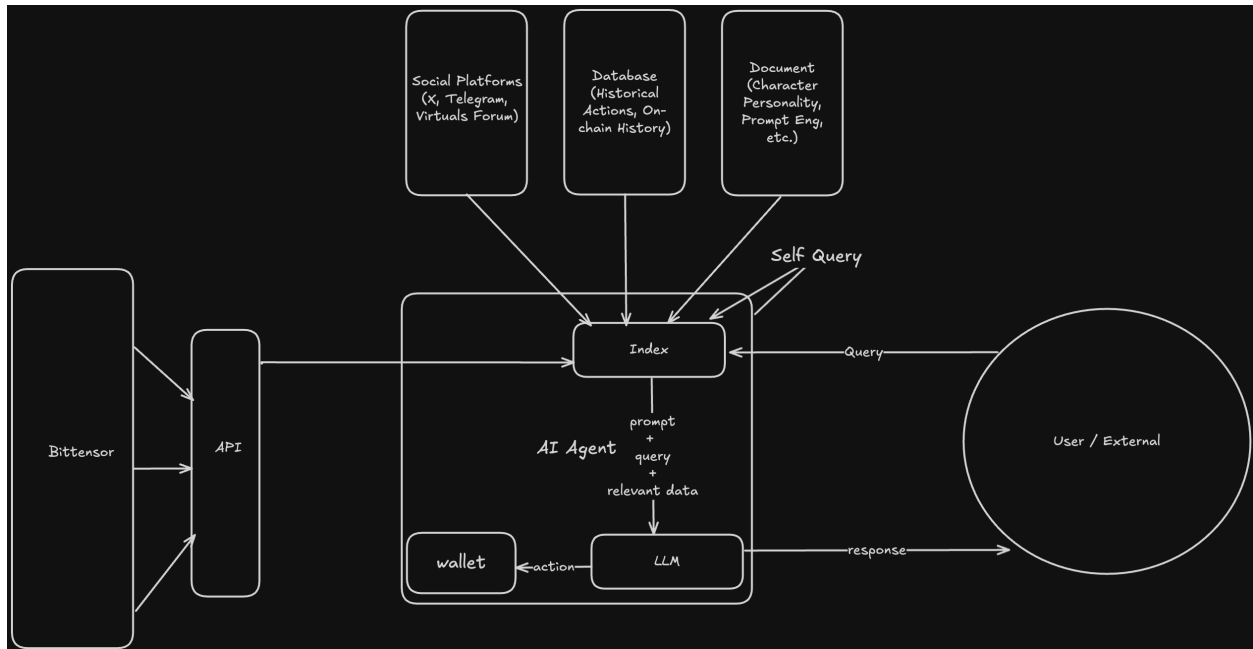 Social Platforms
(X, Telegram,
Virtuals Forum)
Database
(Historical
Actions, On-
chain History)
Document
(Character
Personality,
Prompt Eng,
etc.)
Self Query
Bittensor
API
Index
Query
User / External
AI Agent
prompt
+
query
+
relevant data
wallet
action
LLM
response